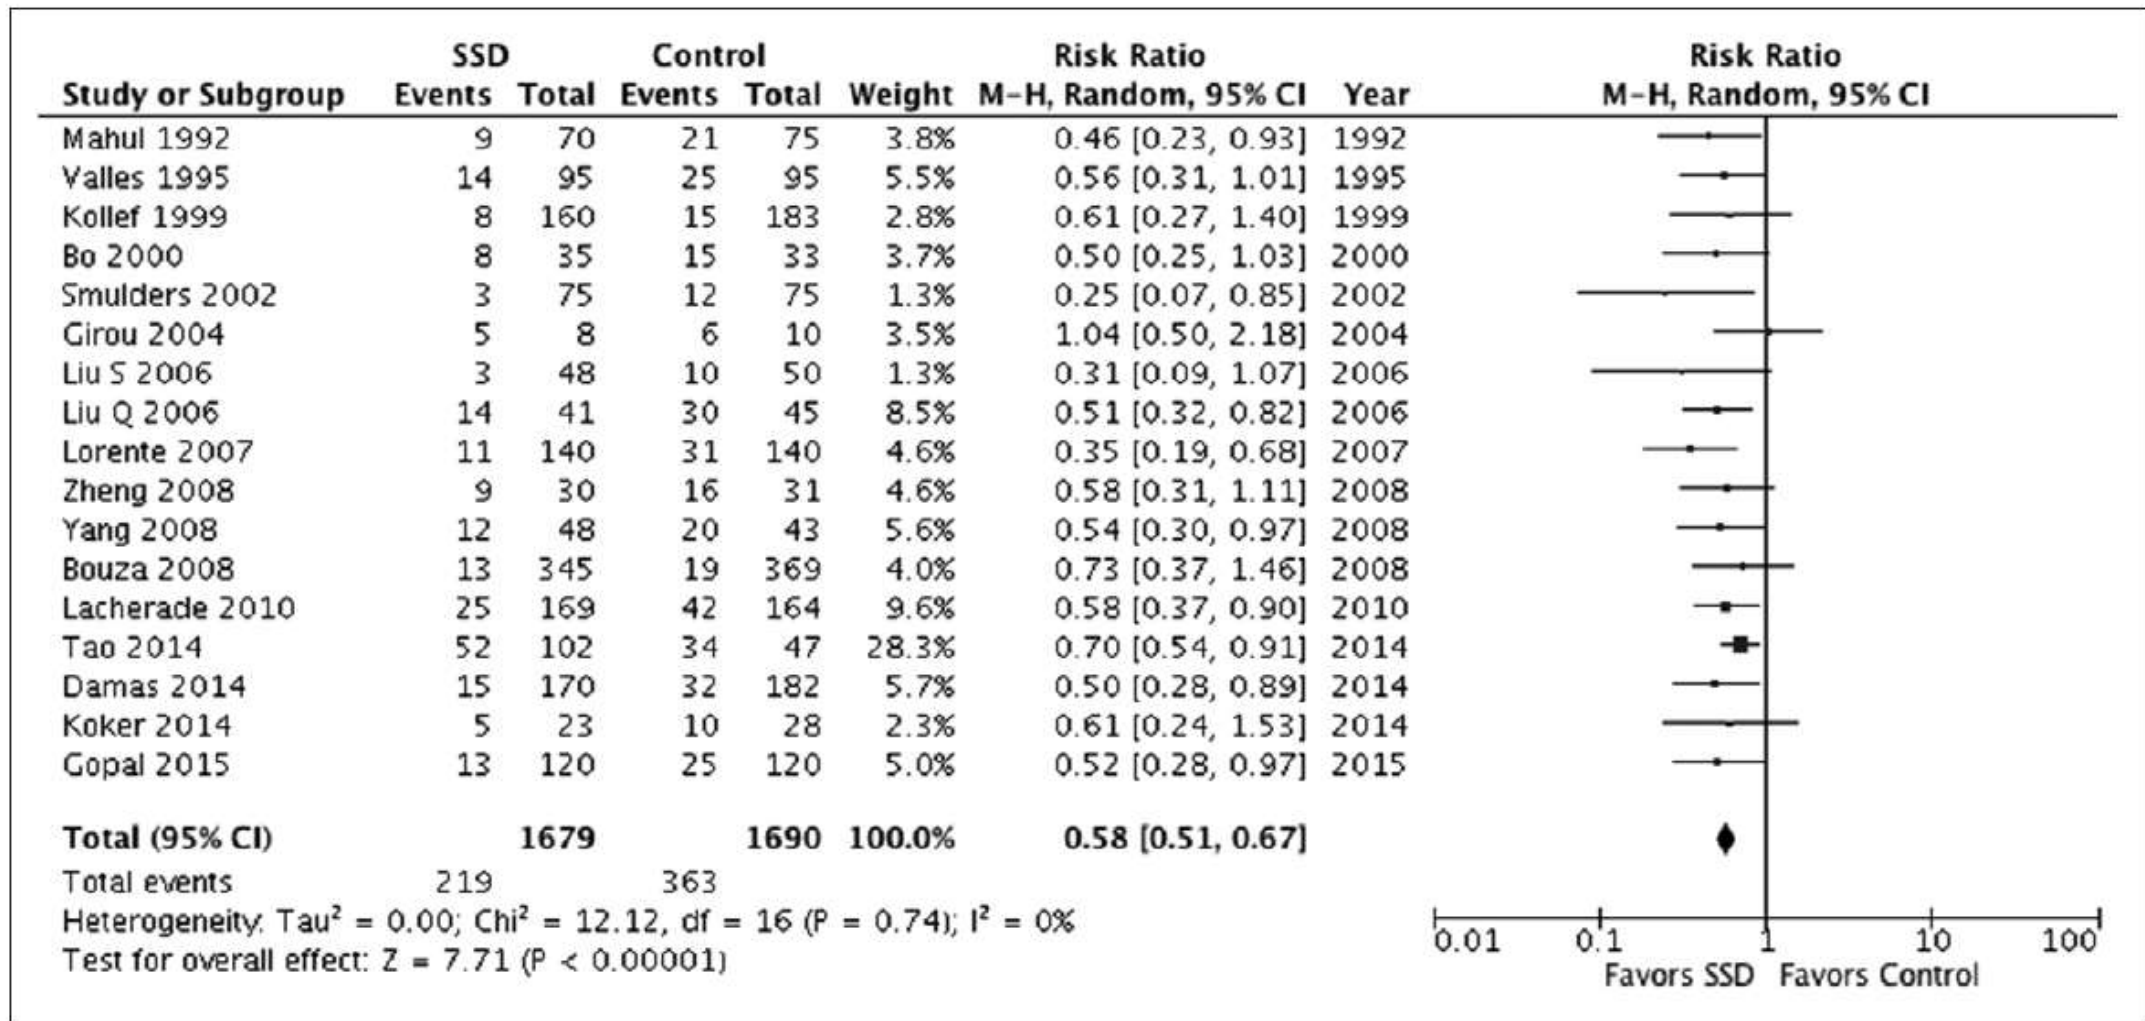 SSD Control Risk Ratio Risk Ratio
Study or Subgroup Events Total Events Total Weight M-H, Random, 95% CI Year M-H, Random, 95% CI
Mahul 1992 9 70 21 75 3.8% 0.46 [0.23, 0.93] 1992
Valles 1995 14 95 25 95 5.5% 0.56 [0.31, 1.01] 1995
Kollef 1999 8 160 15 183 2.8% 0.61 [0.27, 1.40] 1999
Bo 2000 8 35 15 33 3.7% 0.50 [0.25, 1.03] 2000
Smulders 2002 3 75 12 75 1.3% 0.25 [0.07, 0.85] 2002
Girou 2004 5 8 6 10 3.5% 1.04 [0.50, 2.18] 2004
Liu S 2006 3 48 10 50 1.3% 0.31 [0.09, 1.07] 2006
Liu Q 2006 14 41 30 45 8.5% 0.51 [0.32, 0.82] 2006
Lorente 2007 11 140 31 140 4.6% 0.35 [0.19, 0.68] 2007
Zheng 2008 9 30 16 31 4.6% 0.58 [0.31, 1.11] 2008
Yang 2008 12 48 20 43 5.6% 0.54 [0.30, 0.97] 2008
Bouza 2008 13 345 19 369 4.0% 0.73 [0.37, 1.46] 2008
Lacherade 2010 25 169 42 164 9.6% 0.58 [0.37, 0.90] 2010
Tao 2014 52 102 34 47 28.3% 0.70 [0.54, 0.91] 2014
Damas 2014 15 170 32 182 5.7% 0.50 [0.28, 0.89] 2014
Koker 2014 5 23 10 28 2.3% 0.61 [0.24, 1.53] 2014
Gopal 2015 13 120 25 120 5.0% 0.52 [0.28, 0.97] 2015
Total (95% CI) 1679 1690 100.0% 0.58 [0.51, 0.67]
Total events 219 363
Heterogeneity: Tau² = 0.00; Chi² = 12.12, df = 16 (P = 0.74); I² = 0%
Test for overall effect: Z = 7.71 (P < 0.00001)
0.01 0.1 1 10 100
Favors SSD Favors Control